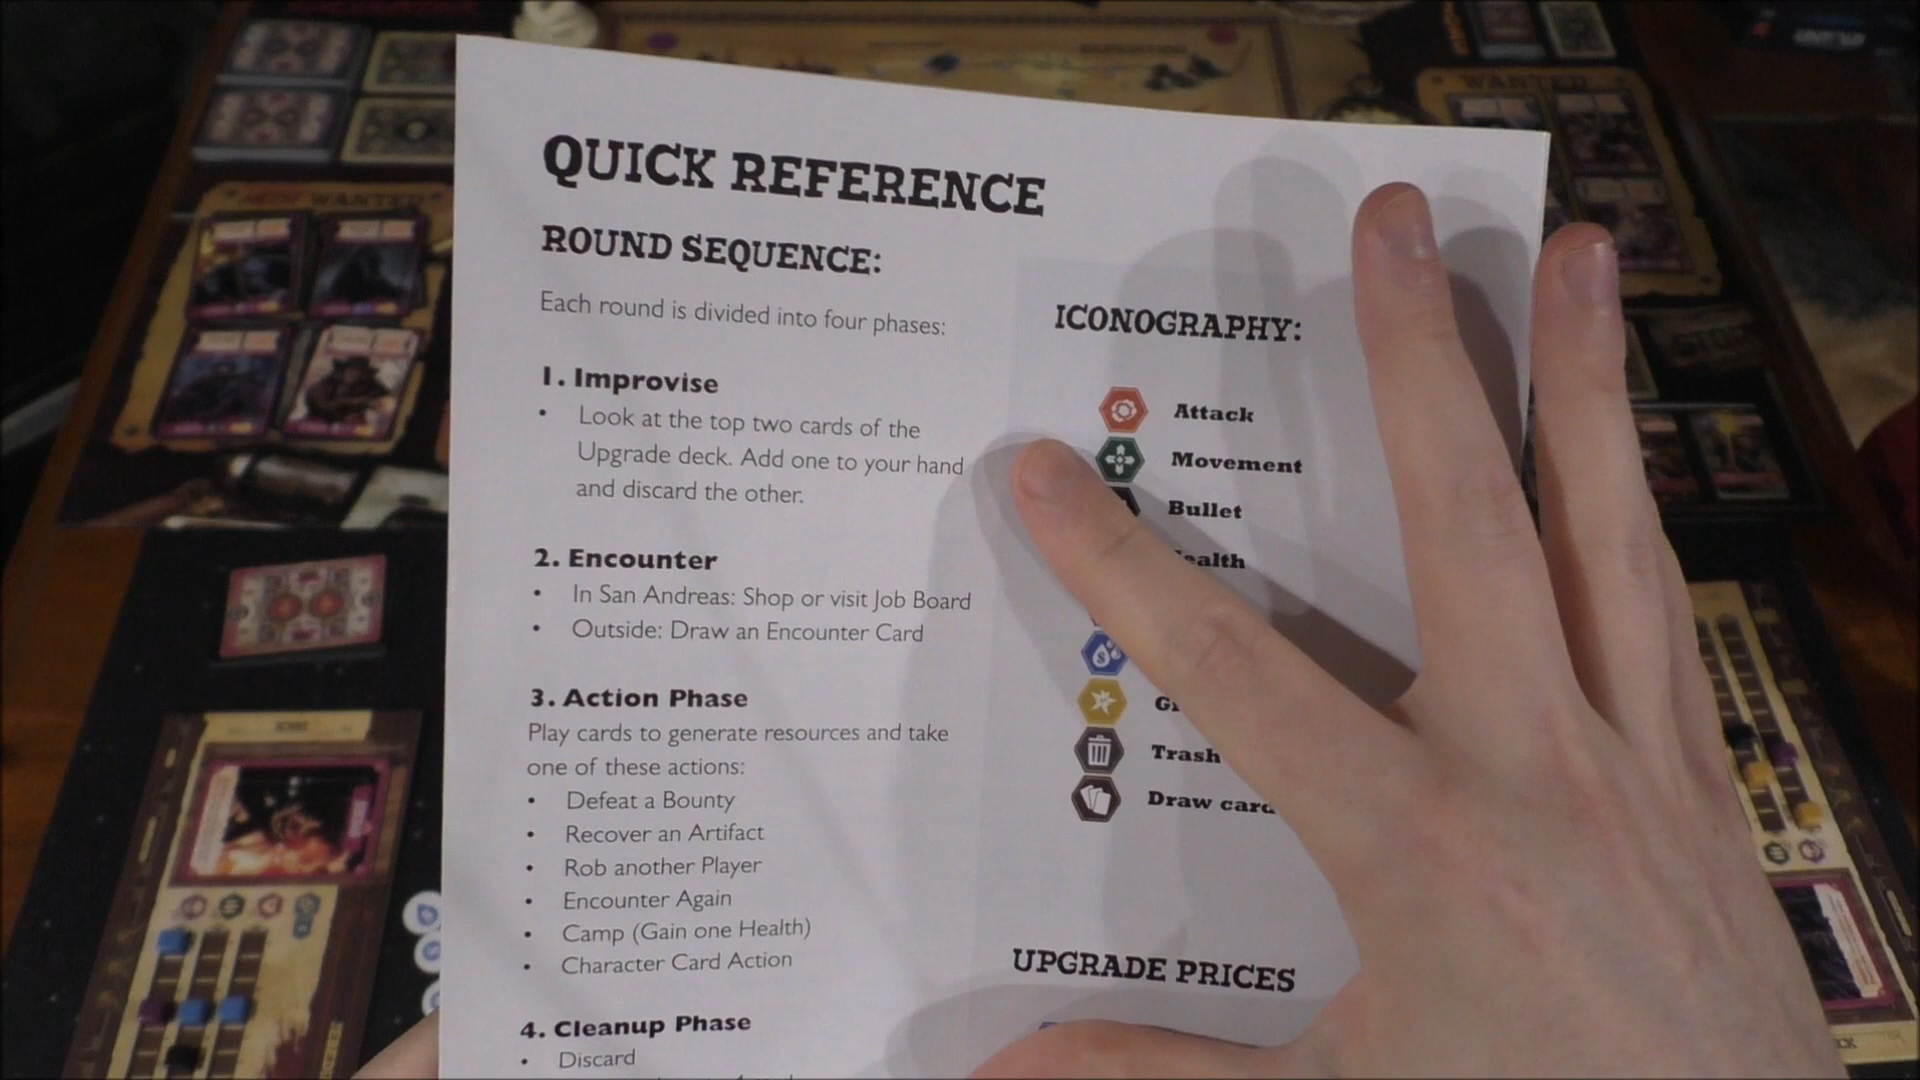 QUICK REFERENCE
ROUND SEQUENCE:
Each round is divided into four phases:
1. Improvise
• Look at the top two cards of the
Upgrade deck. Add one to your hand
and discard the other.
2. Encounter
• In San Andreas: Shop or visit Job Board
• Outside: Draw an Encounter Card
3. Action Phase
Play cards to generate resources and take
one of these actions:
• Defeat a Bounty
• Recover an Artifact
• Rob another Player
• Encounter Again
• Camp (Gain one Health)
• Character Card Action
4. Cleanup Phase
• Discard
ICONOGRAPHY:
Attack
Movement
Bullet
Trash
Draw
UPGRADE PRICES
WANTED
WANTED